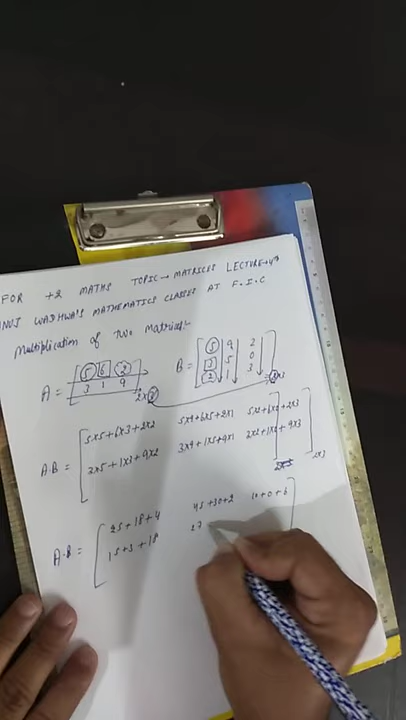 FOR +2 MATHS TOPIC → MATRICES LECTURE-4
WADHWA'S MATHEMATICS CLASSES AT F.I.C
Multiplication of Two Matrices:-
A = [ 5 6 2
3 1 9 ] 2×3
B = [ 5 9 2
3 5 0
2 1 3 ] 3×3
A·B = [ 5×5+6×3+2×2 5×9+6×5+2×1 5×2+6×0+2×3
3×5+1×3+9×2 3×9+1×5+9×1 3×2+1×0+9×3 ] 2×3
A·B = [ 25+18+4 45+30+2 10+0+6
15+3+18 27 ]